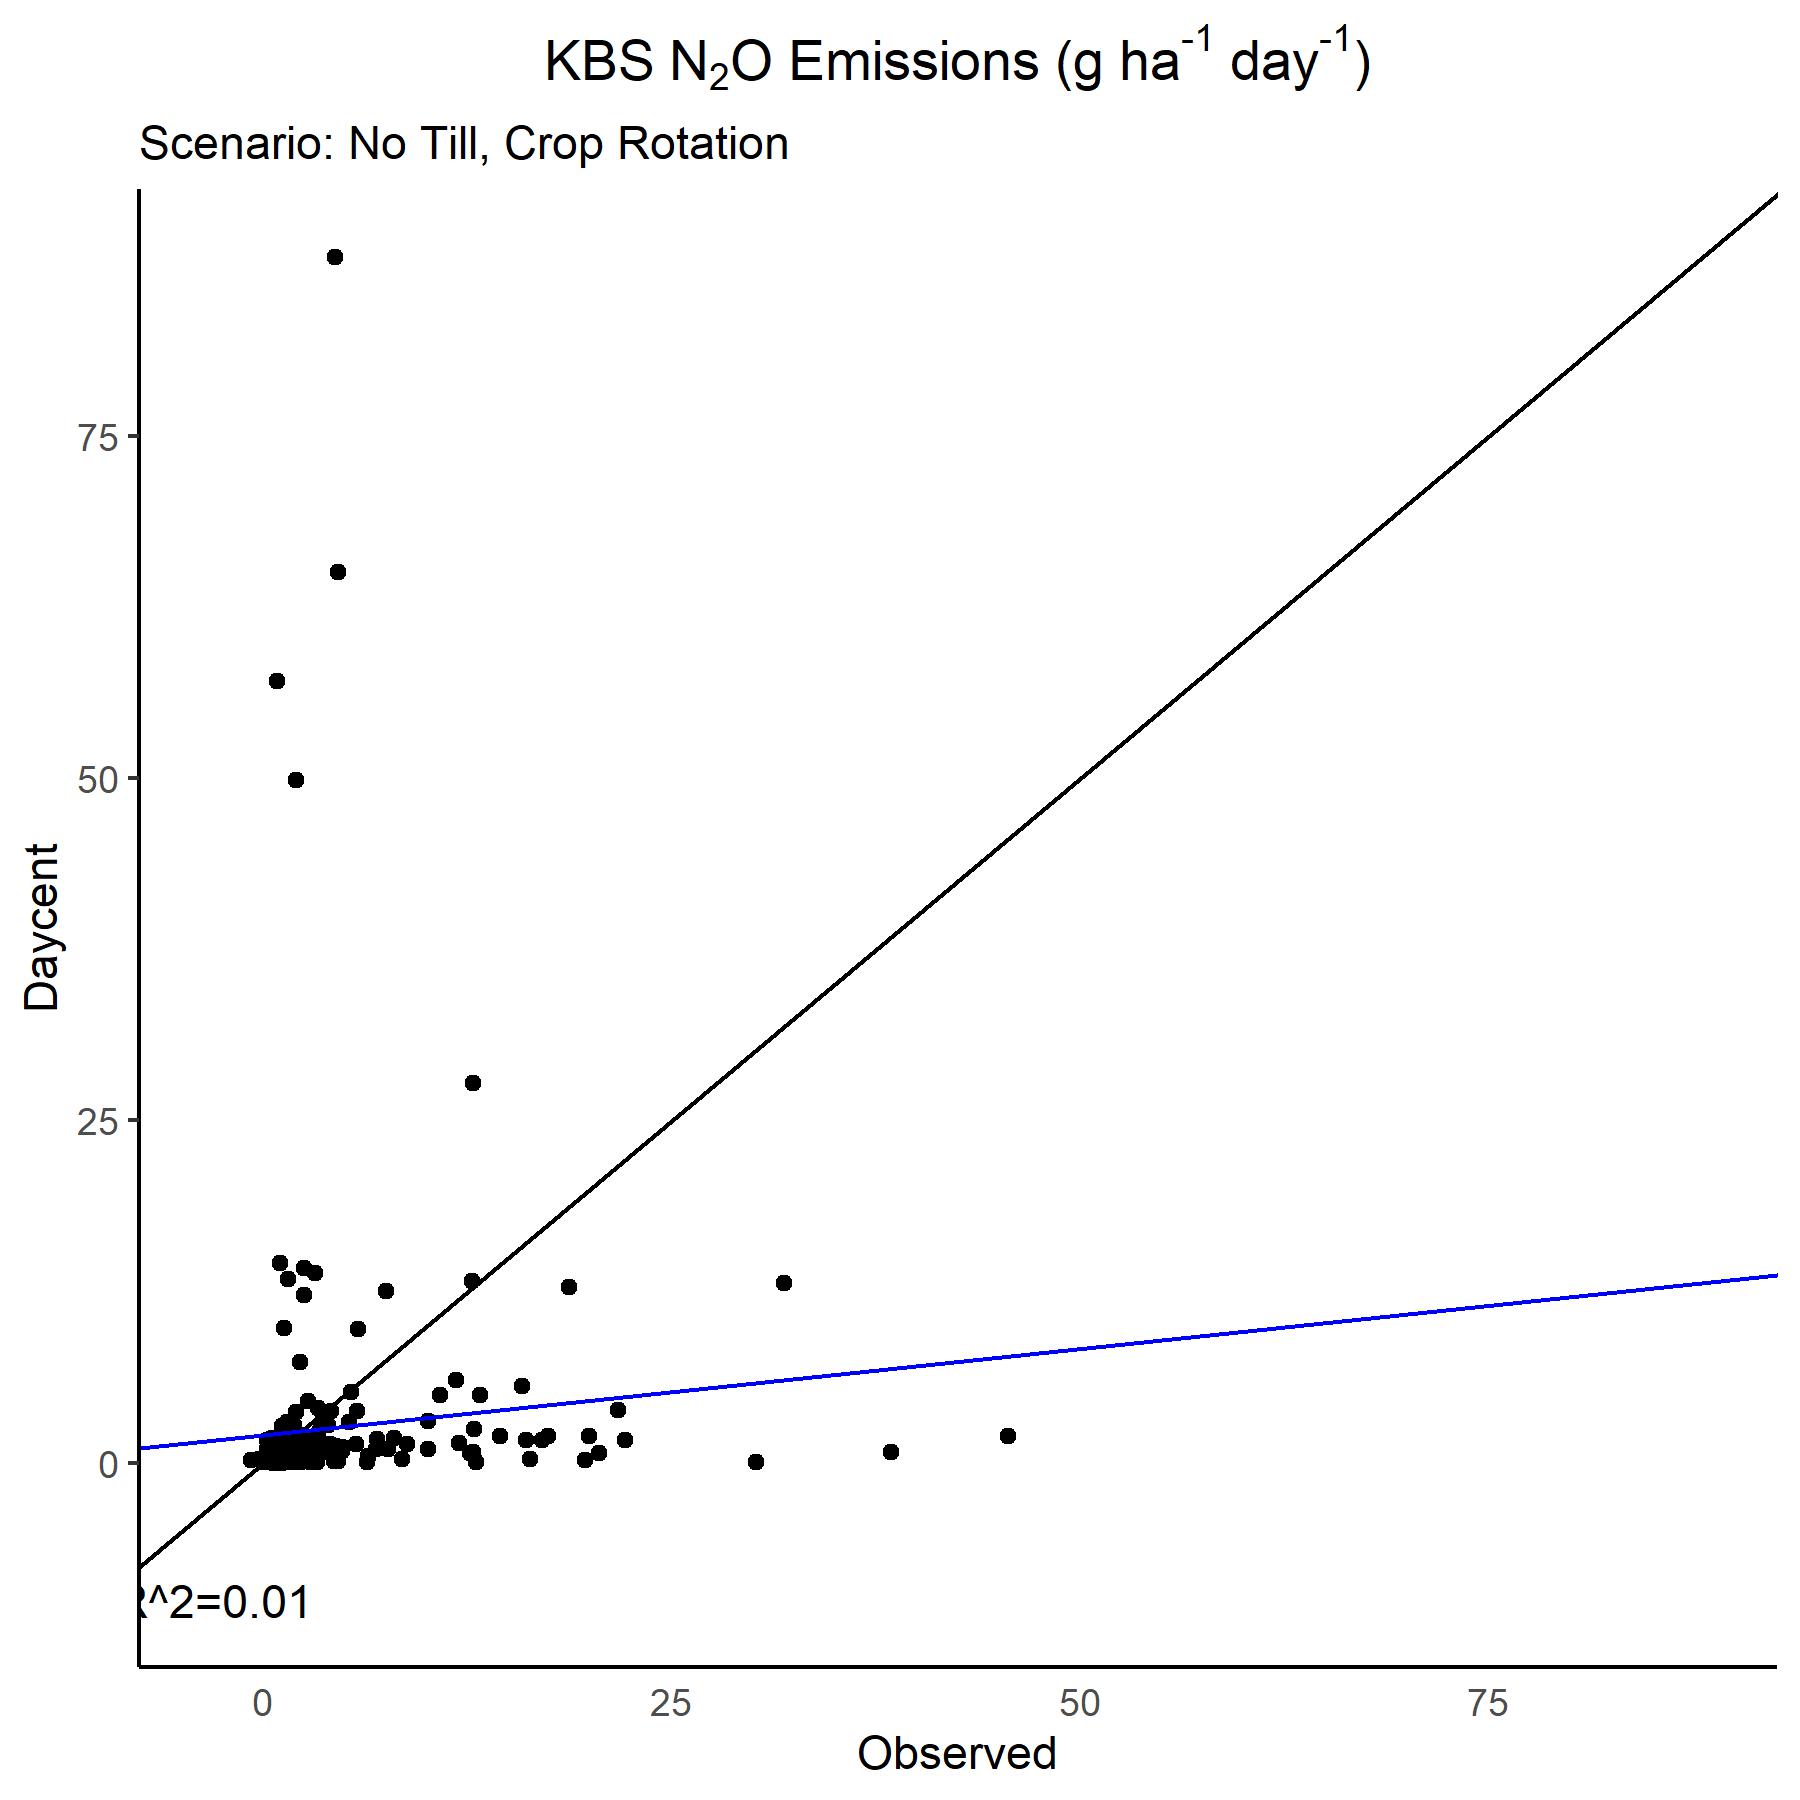 KBS N₂O Emissions (g ha⁻¹ day⁻¹)
Scenario: No Till, Crop Rotation
Daycent
75
50
25
0
R^2=0.01
0 25 50 75
Observed